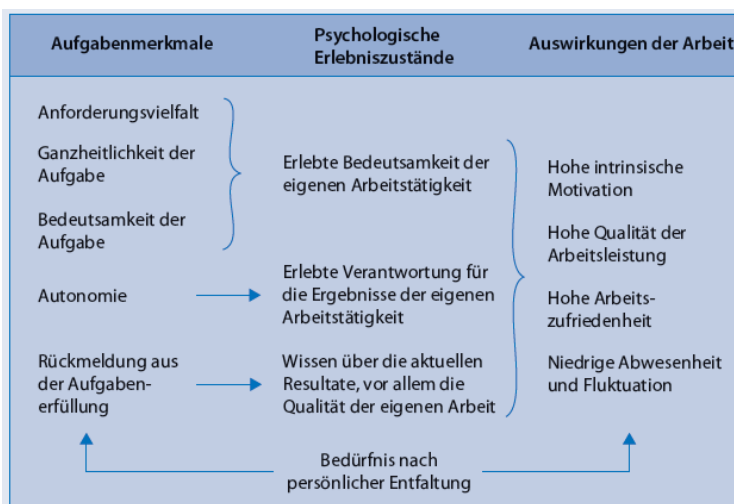 Aufgabenmerkmale
Psychologische
Erlebniszustände
Auswirkungen der Arbeit
Anforderungsvielfalt
Ganzheitlichkeit der
Aufgabe
Bedeutsamkeit der
Aufgabe
Autonomie
Rückmeldung aus
der Aufgaben-
erfüllung
Erlebte Bedeutsamkeit der
eigenen Arbeitstätigkeit
Erlebte Verantwortung für
die Ergebnisse der eigenen
Arbeitstätigkeit
Wissen über die aktuellen
Resultate, vor allem die
Qualität der eigenen Arbeit
Hohe intrinsische
Motivation
Hohe Qualität der
Arbeitsleistung
Hohe Arbeits-
zufriedenheit
Niedrige Abwesenheit
und Fluktuation
Bedürfnis nach
persönlicher Entfaltung